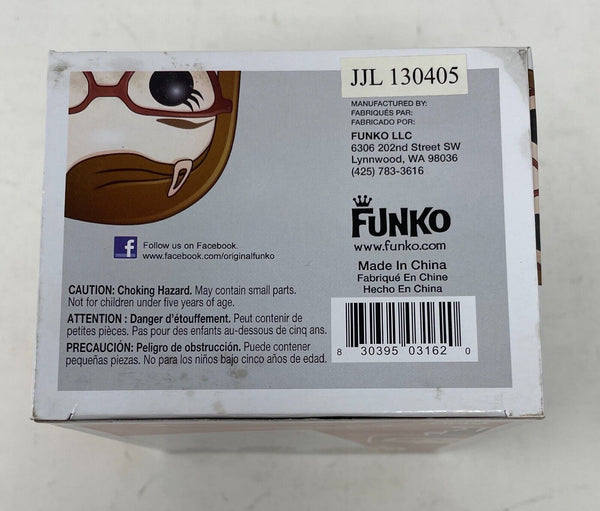 JJL 130405
MANUFACTURED BY:
FABRIQUÉS PAR:
FABRICADO POR:
FUNKO LLC
6306 202nd Street SW
Lynnwood, WA 98036
(425) 783-3616
FUNKO
www.funko.com
Made In China
Fabriqué En Chine
Hecho En China
f
Follow us on Facebook.
www.facebook.com/originalfunko
CAUTION: Choking Hazard. May contain small parts.
Not for children under five years of age.
ATTENTION : Danger d'étouffement. Peut contenir de
petites pièces. Pas pour des enfants au-dessous de cinq ans.
PRECAUCIÓN: Peligro de obstrucción. Puede contener
pequeñas piezas. No para los niños bajo cinco años de edad.
8 30395 03162 0